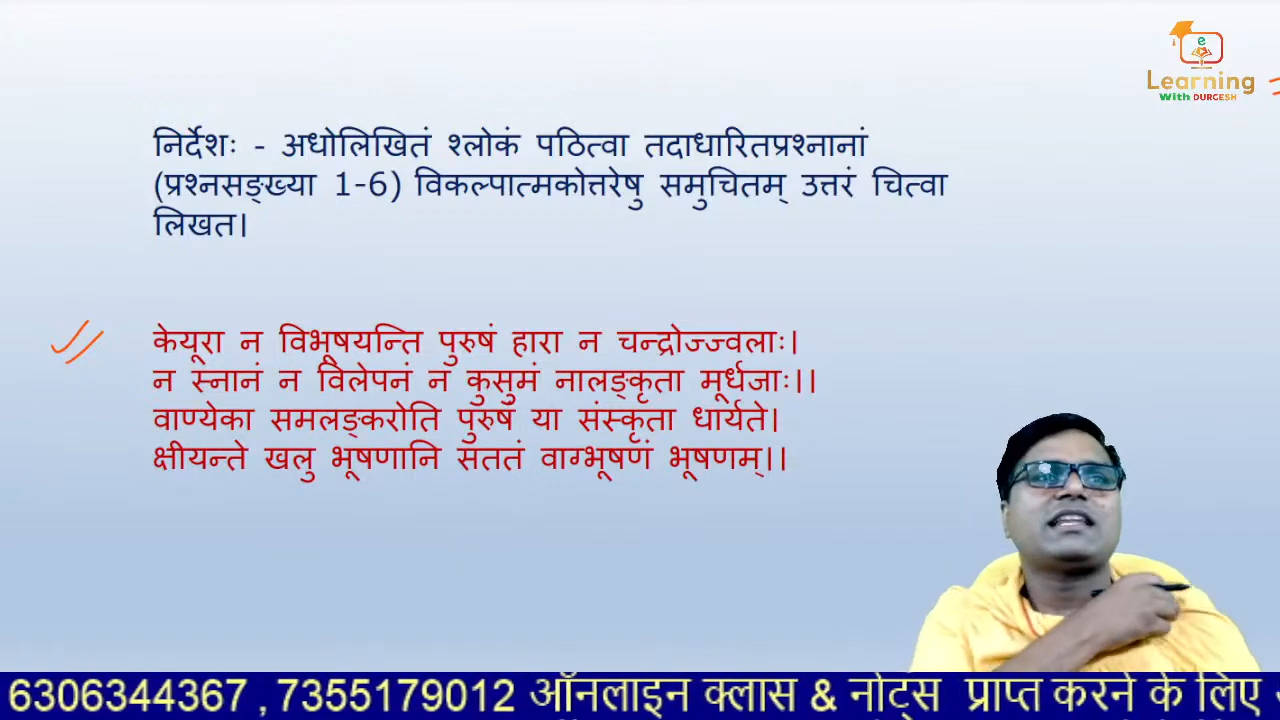 e
Learning
With DURGESH
निर्देशः - अधोलिखितं श्लोकं पठित्वा तदाधारितप्रश्नानां
(प्रश्नसङ्ख्या 1-6) विकल्पात्मकोत्तरेषु समुचितम् उत्तरं चित्वा
लिखत।
केयूरा न विभूषयन्ति पुरुषं हारा न चन्द्रोज्ज्वलाः।
न स्नानं न विलेपनं न कुसुमं नालङ्कृता मूर्धजाः।।
वाण्येका समलङ्करोति पुरुषं या संस्कृता धार्यते।
क्षीयन्ते खलु भूषणानि सततं वाग्भूषणं भूषणम्।।
6306344367 , 7355179012 ऑनलाइन क्लास & नोट्स प्राप्त करने के लिए